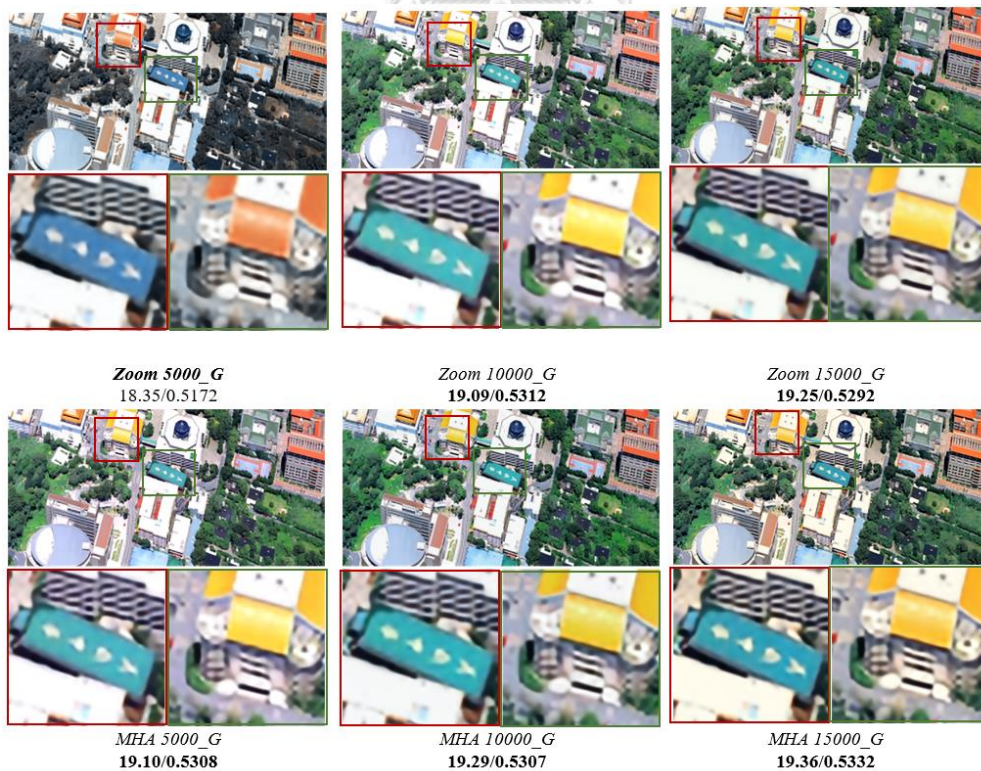 Zoom 5000_G
18.35/0.5172
Zoom 10000_G
19.09/0.5312
Zoom 15000_G
19.25/0.5292
MHA 5000_G
19.10/0.5308
MHA 10000_G
19.29/0.5307
MHA 15000_G
19.36/0.5332